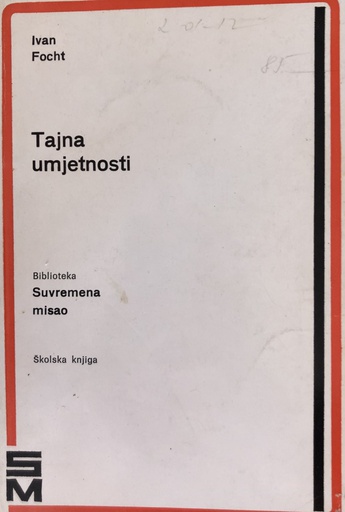 Ivan
Focht
Tajna
umjetnosti
Biblioteka
Suvremena
misao
Školska knjiga
SM